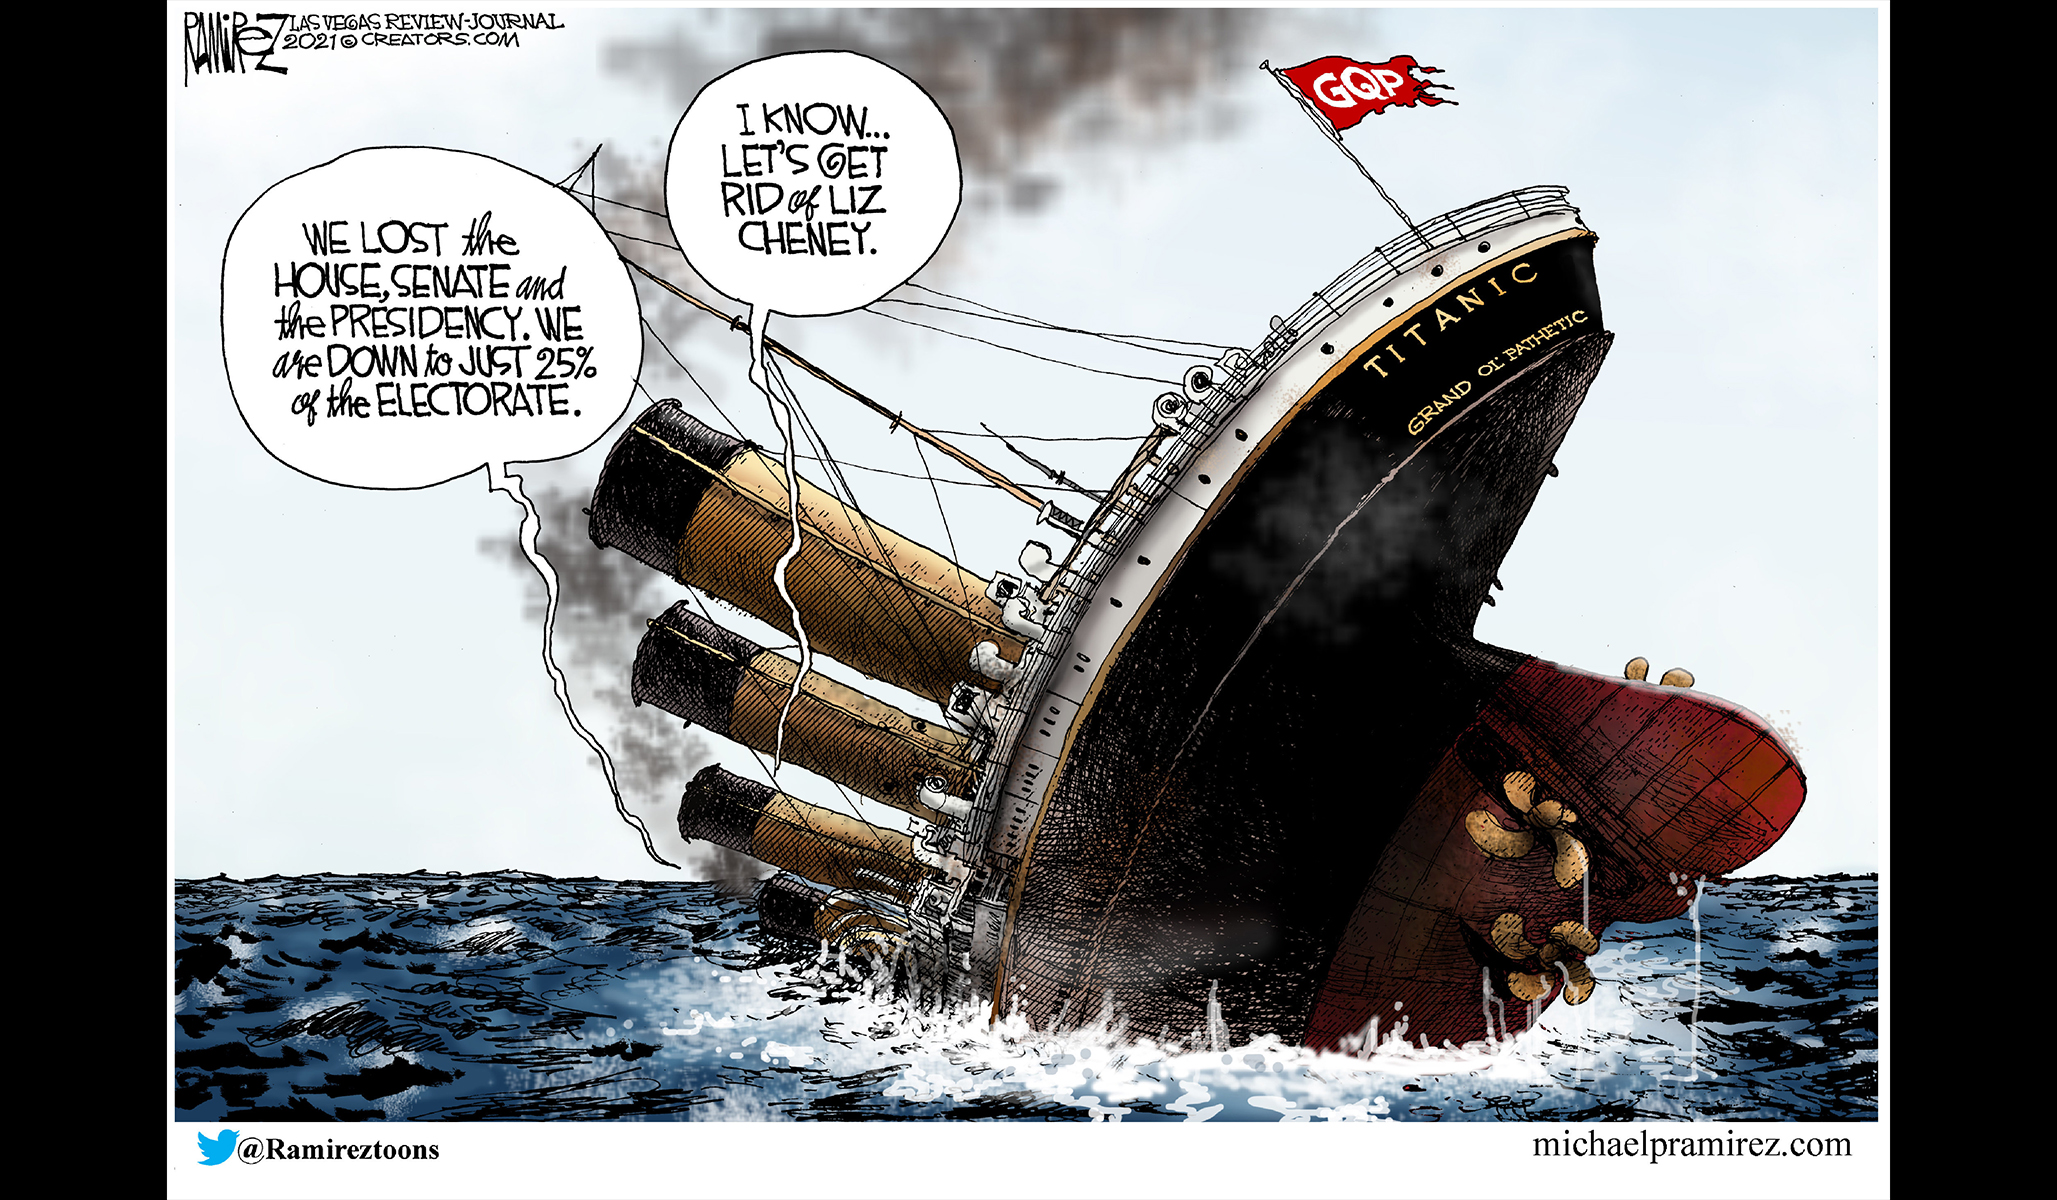 RAMIREZ
LAS VEGAS REVIEW-JOURNAL
2021 © CREATORS.COM
WE LOST the
HOUSE, SENATE and
the PRESIDENCY. WE
are DOWN to JUST 25%
of the ELECTORATE.
I KNOW...
LET'S GET
RID of LIZ
CHENEY.
GQP
TITANIC
GRAND OL' PATHETIC
@Ramireztoons
michaelpramirez.com